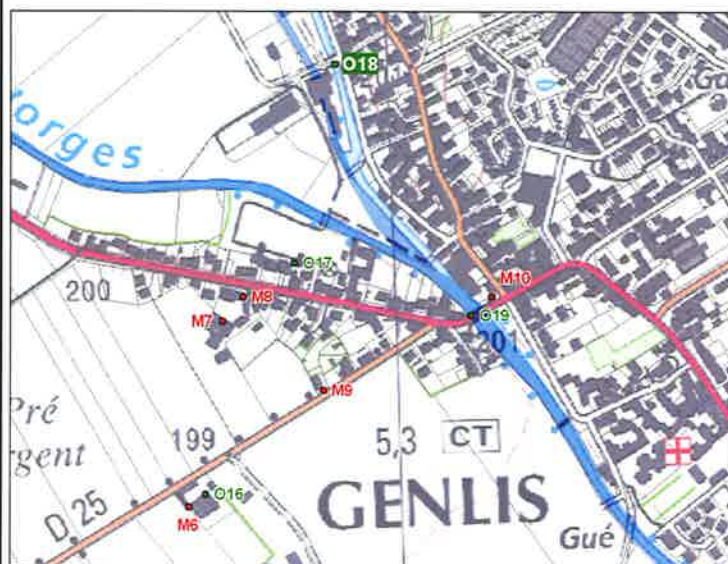 O18
orges
O17
200
M8
M10
M7
O19
201
M9
Pré
rgent
199
5,3
CT
D 25
O16
M6
GENLIS
Gué